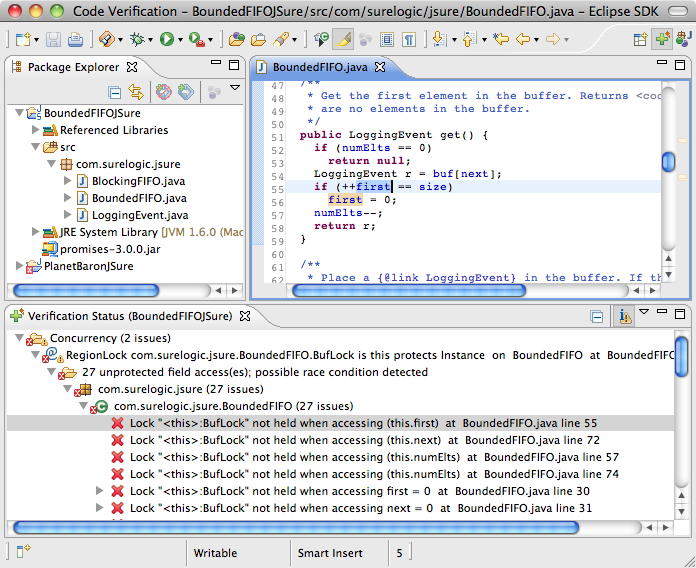 Code Verification - BoundedFIFOJSure/src/com/surelogic/jsure/BoundedFIFO.java - Eclipse SDK
Package Explorer
BoundedFIFOJSure
Referenced Libraries
src
com.surelogic.jsure
BlockingFIFO.java
BoundedFIFO.java
LoggingEvent.java
JRE System Library [JVM 1.6.0 (Mac
promises-3.0.0.jar
PlanetBaronJSure
BoundedFIFO.java
47 /**
48 * Get the first element in the buffer. Returns <coc
49 * are no elements in the buffer.
50 */
51 public LoggingEvent get() {
52 if (numElts == 0)
53 return null;
54 LoggingEvent r = buf[next];
55 if (++first == size)
56 first = 0;
57 numElts--;
58 return r;
59 }
60
61 /**
62 * Place a {@link LoggingEvent} in the buffer. If th
Verification Status (BoundedFIFOJSure)
Concurrency (2 issues)
RegionLock com.surelogic.jsure.BoundedFIFO.BufLock is this protects Instance on BoundedFIFO at BoundedFIFO
27 unprotected field access(es); possible race condition detected
com.surelogic.jsure (27 issues)
com.surelogic.jsure.BoundedFIFO (27 issues)
Lock "<this>:BufLock" not held when accessing (this.first) at BoundedFIFO.java line 55
Lock "<this>:BufLock" not held when accessing (this.next) at BoundedFIFO.java line 72
Lock "<this>:BufLock" not held when accessing (this.numElts) at BoundedFIFO.java line 57
Lock "<this>:BufLock" not held when accessing (this.numElts) at BoundedFIFO.java line 74
Lock "<this>:BufLock" not held when accessing first = 0 at BoundedFIFO.java line 30
Lock "<this>:BufLock" not held when accessing next = 0 at BoundedFIFO.java line 31
Writable
Smart Insert
5